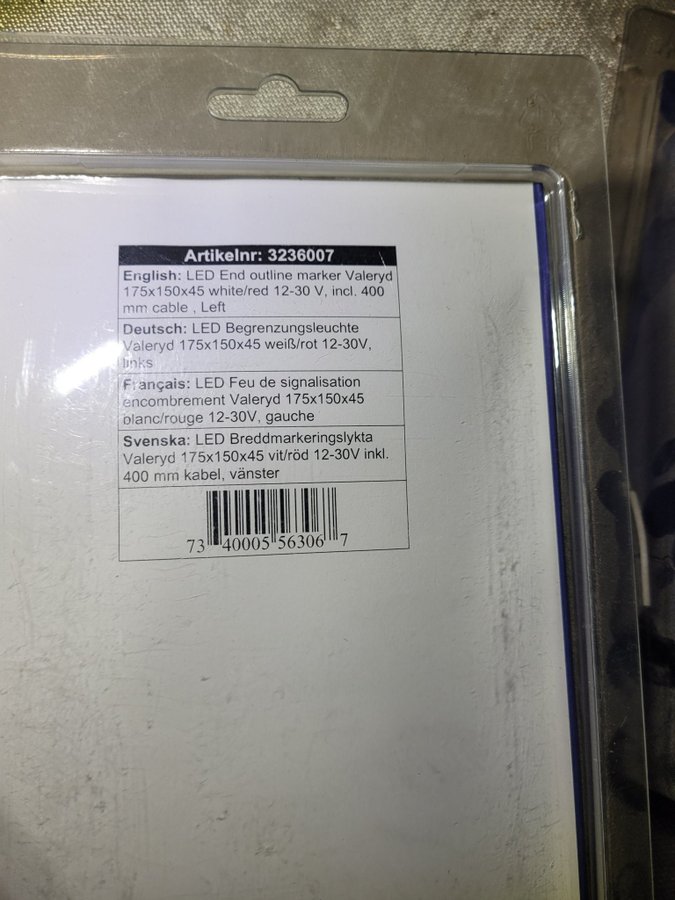 Artikelnr: 3236007
English: LED End outline marker Valeryd
175x150x45 white/red 12-30 V, incl. 400
mm cable , Left
Deutsch: LED Begrenzungsleuchte
Valeryd 175x150x45 weiß/rot 12-30V,
links
Français: LED Feu de signalisation
encombrement Valeryd 175x150x45
blanc/rouge 12-30V, gauche
Svenska: LED Breddmarkeringslykta
Valeryd 175x150x45 vit/röd 12-30V inkl.
400 mm kabel, vänster
73 40005 56306 7